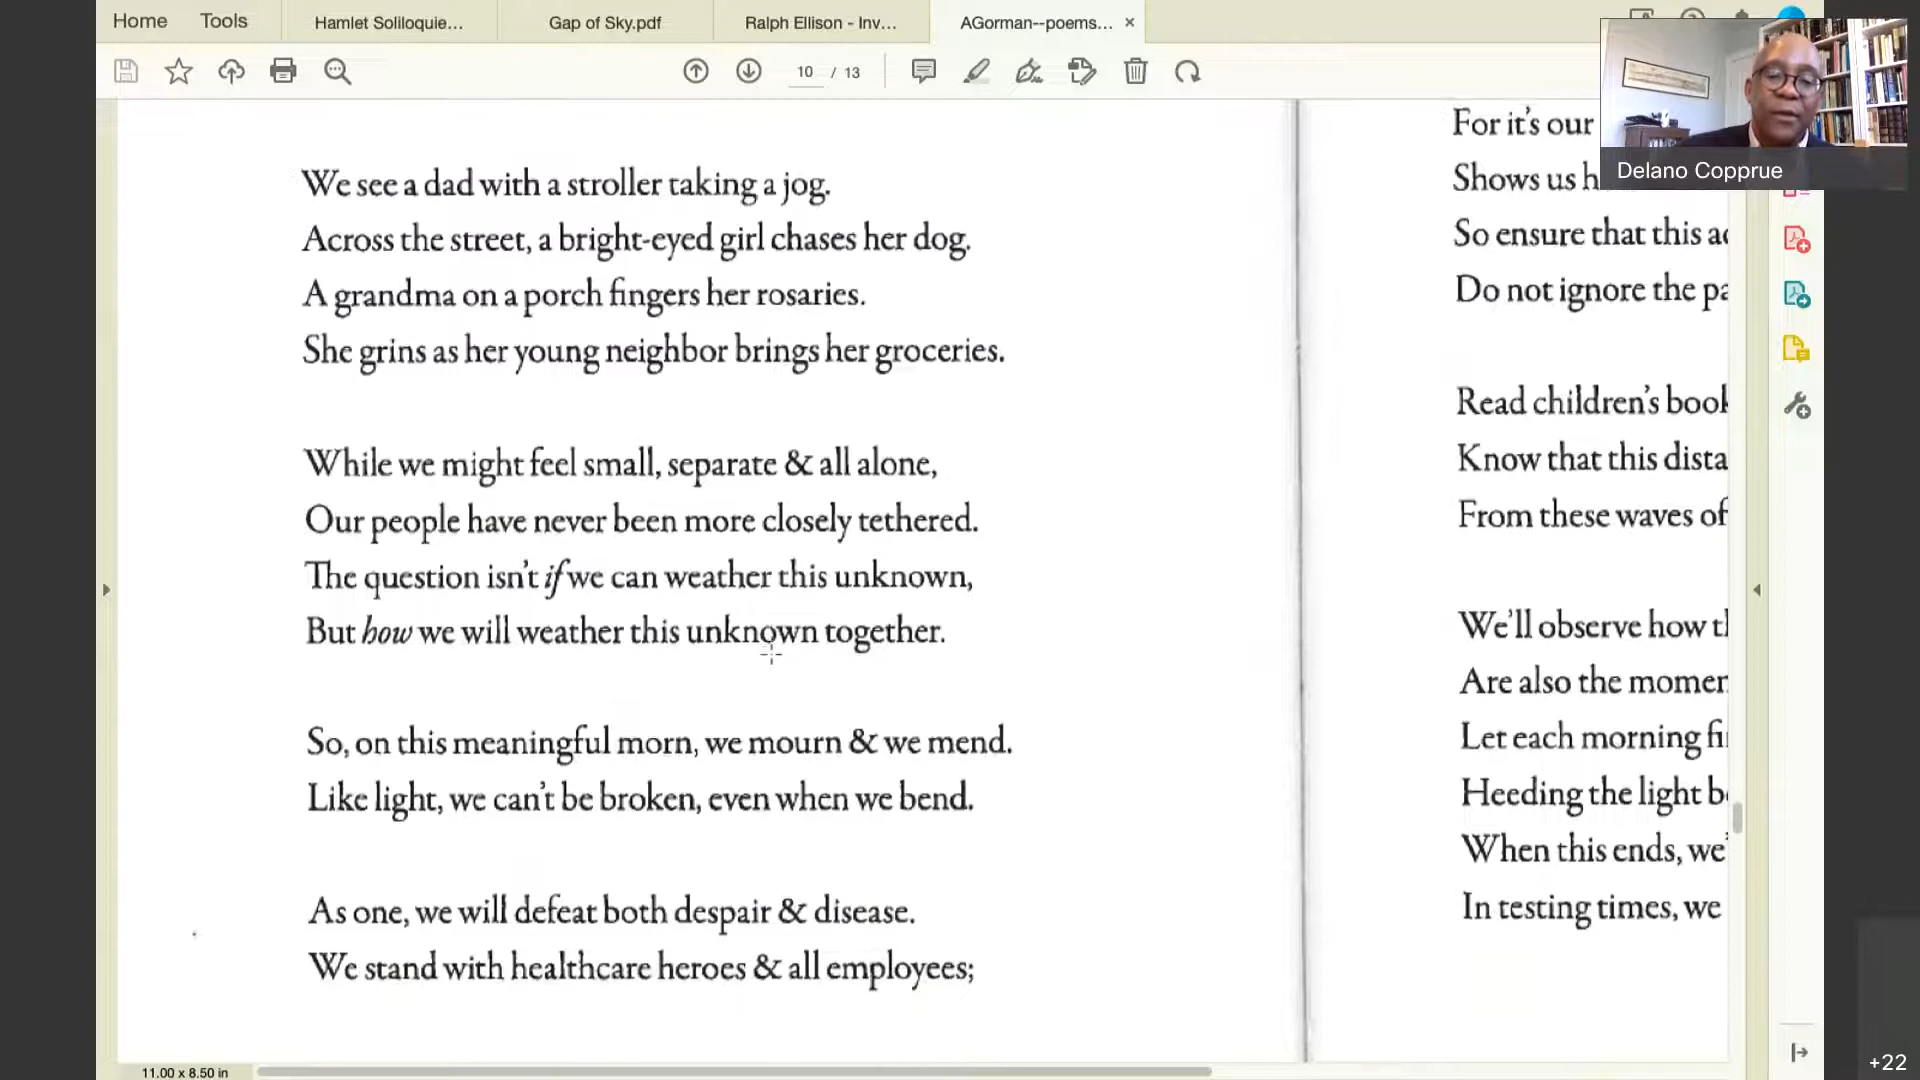 Home
Tools
Hamlet Soliloquie...
Gap of Sky.pdf
Ralph Ellison - Inv...
AGorman--poems...
10 / 13
Delano Copprue
We see a dad with a stroller taking a jog.
Across the street, a bright-eyed girl chases her dog.
A grandma on a porch fingers her rosaries.
She grins as her young neighbor brings her groceries.
While we might feel small, separate & all alone,
Our people have never been more closely tethered.
The question isn't if we can weather this unknown,
But how we will weather this unknown together.
So, on this meaningful morn, we mourn & we mend.
Like light, we can't be broken, even when we bend.
As one, we will defeat both despair & disease.
We stand with healthcare heroes & all employees;
For it's our
Shows us
So ensure that this
Do not ignore the
Read children's
Know that this
From these waves of
We'll observe how
Are also the
Let each morning
Heeding the light
When this ends,
In testing times, we
11.00 x 8.50 in
+22